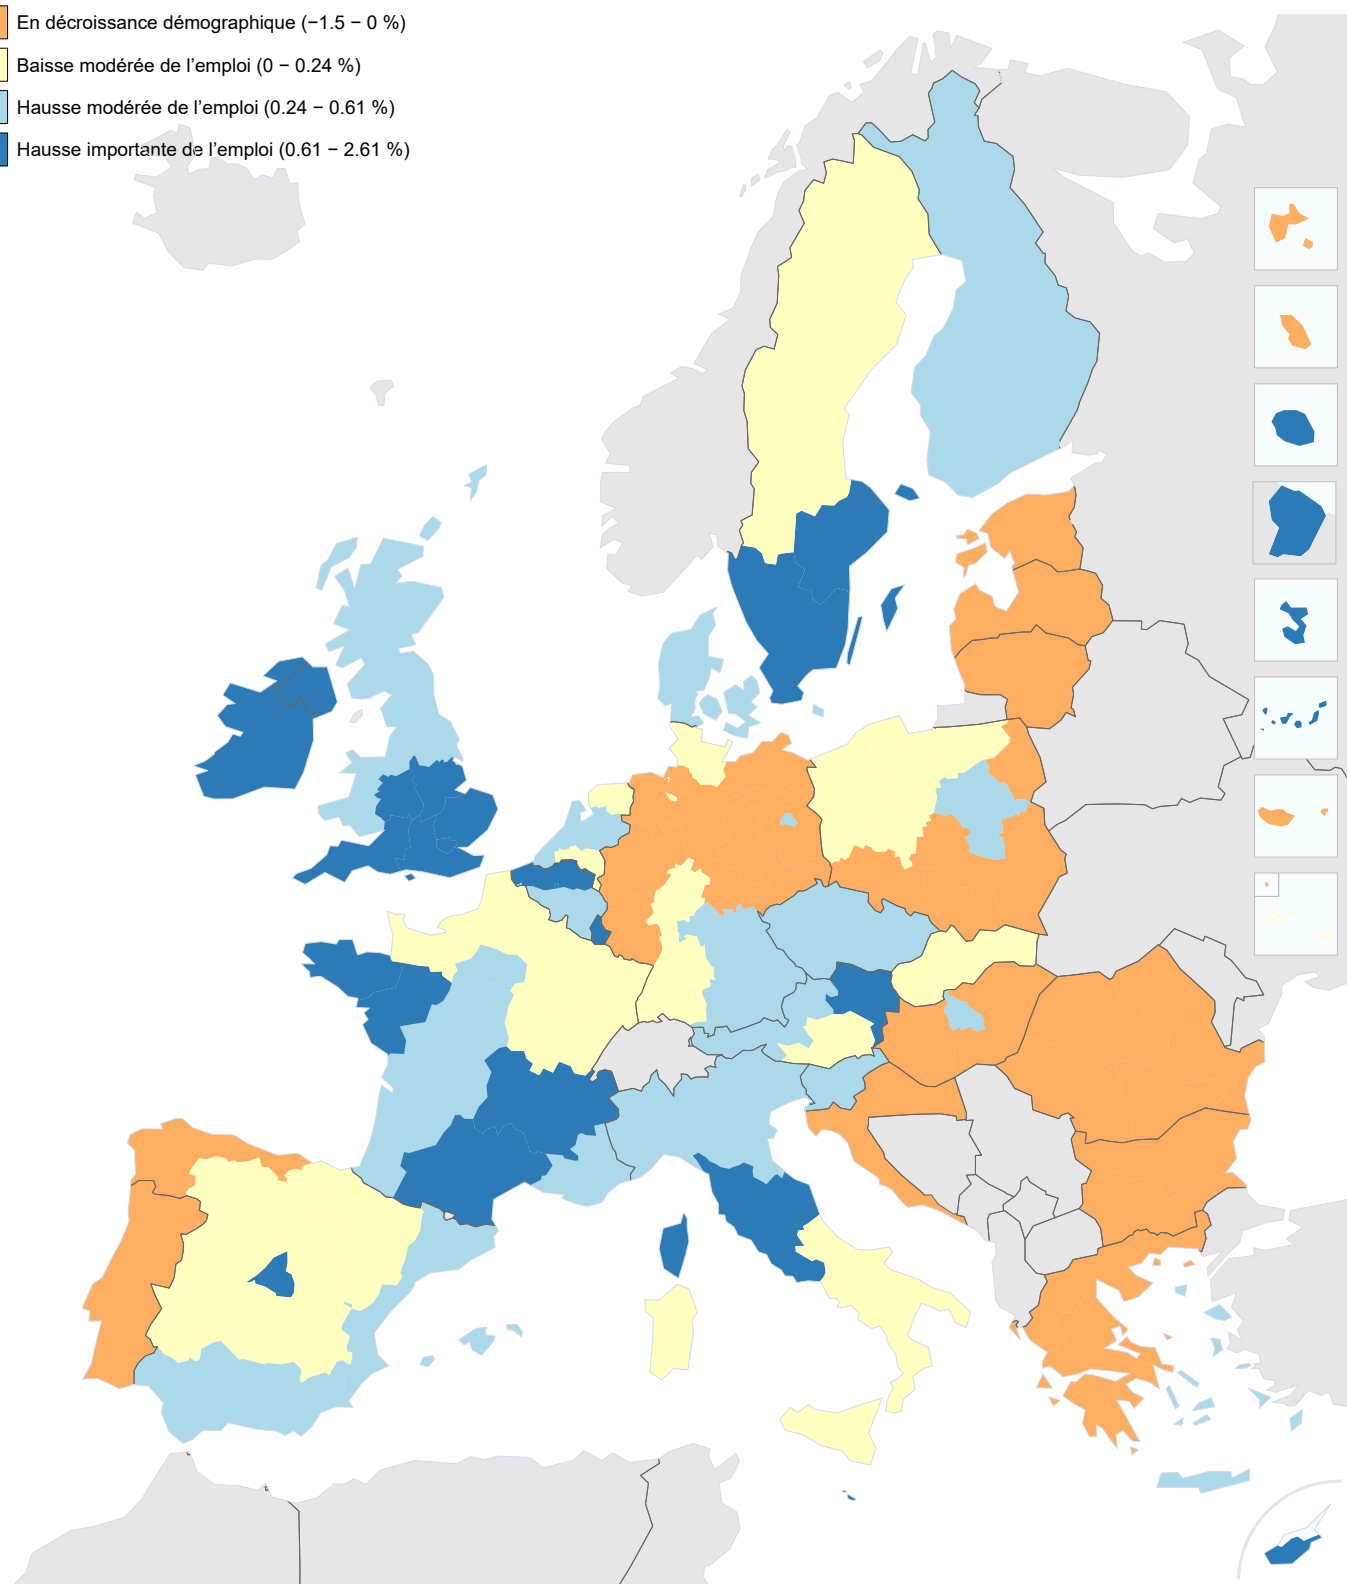 En décroissance démographique (−1.5 − 0 %)
Baisse modérée de l’emploi (0 − 0.24 %)
Hausse modérée de l’emploi (0.24 − 0.61 %)
Hausse importante de l’emploi (0.61 − 2.61 %)